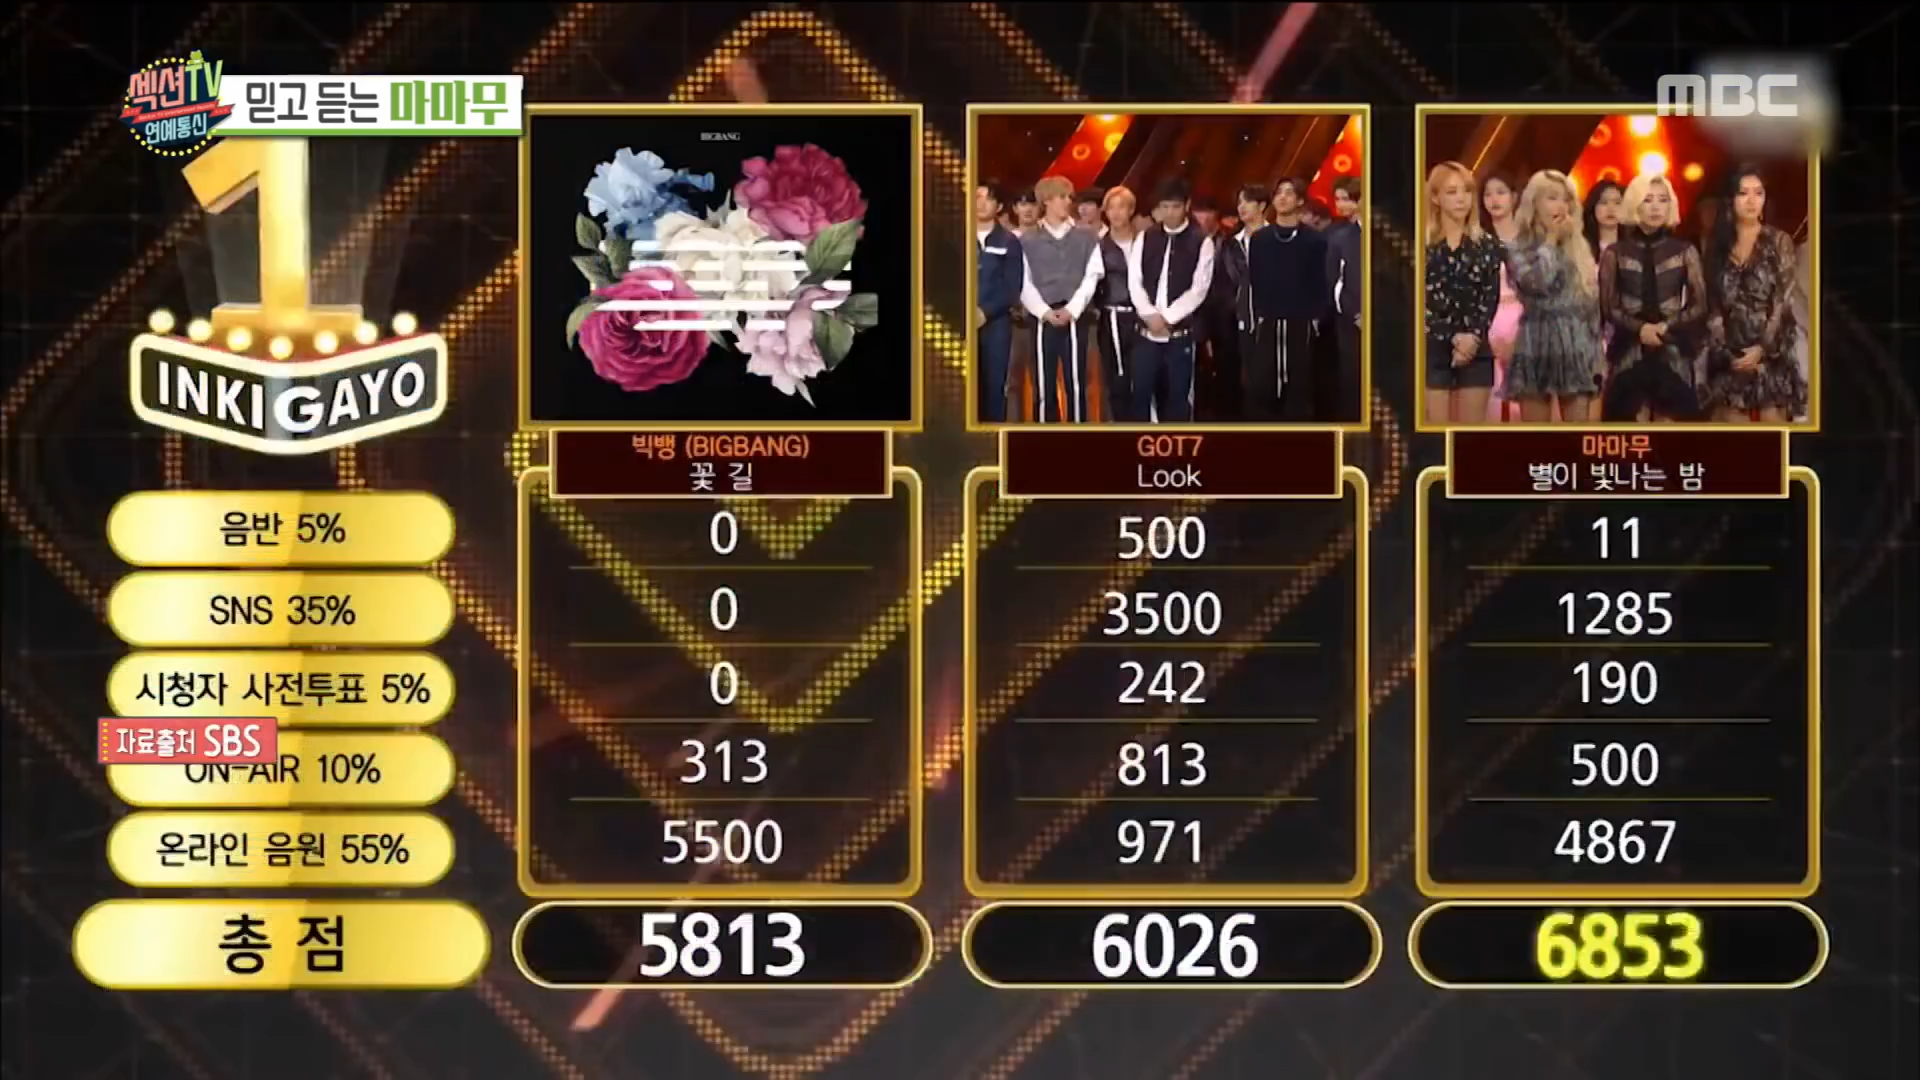 섹션TV
연예통신
믿고 듣는 마마무
MBC
1
INKIGAYO
BIGBANG
빅뱅 (BIGBANG)
꽃 길
GOT7
Look
마마무
별이 빛나는 밤
음반 5% 0 500 11
SNS 35% 0 3500 1285
시청자 사전투표 5% 0 242 190
자료출처 SBS
ON-AIR 10% 313 813 500
온라인 음원 55% 5500 971 4867
총 점 5813 6026 6853